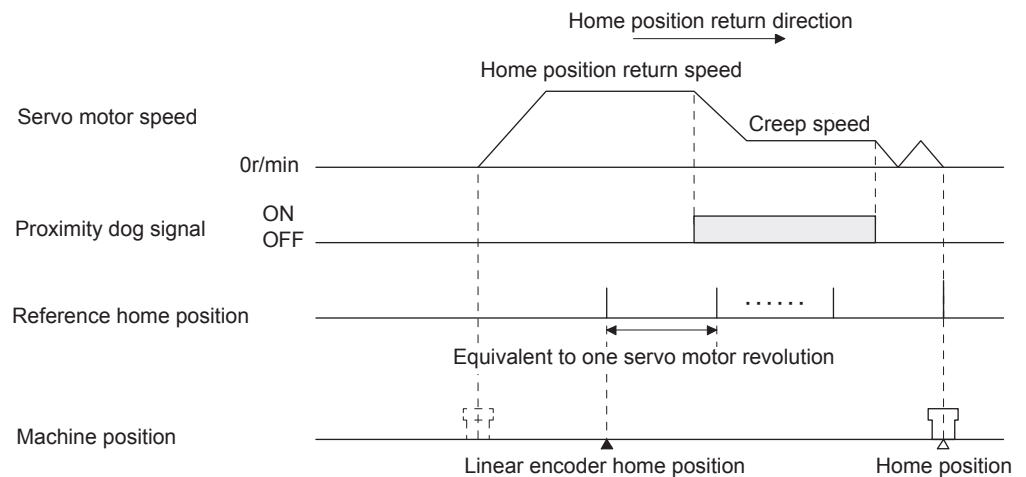 Home position return direction
Home position return speed
Servo motor speed
Creep speed
0r/min
ON
Proximity dog signal
OFF
Reference home position
......
Equivalent to one servo motor revolution
Machine position
Linear encoder home position
Home position